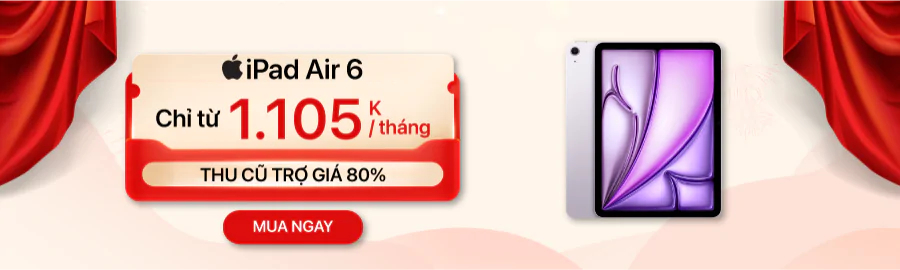 iPad Air 6
Chỉ từ 1.105 K
/ tháng
THU CŨ TRỢ GIÁ 80%
MUA NGAY